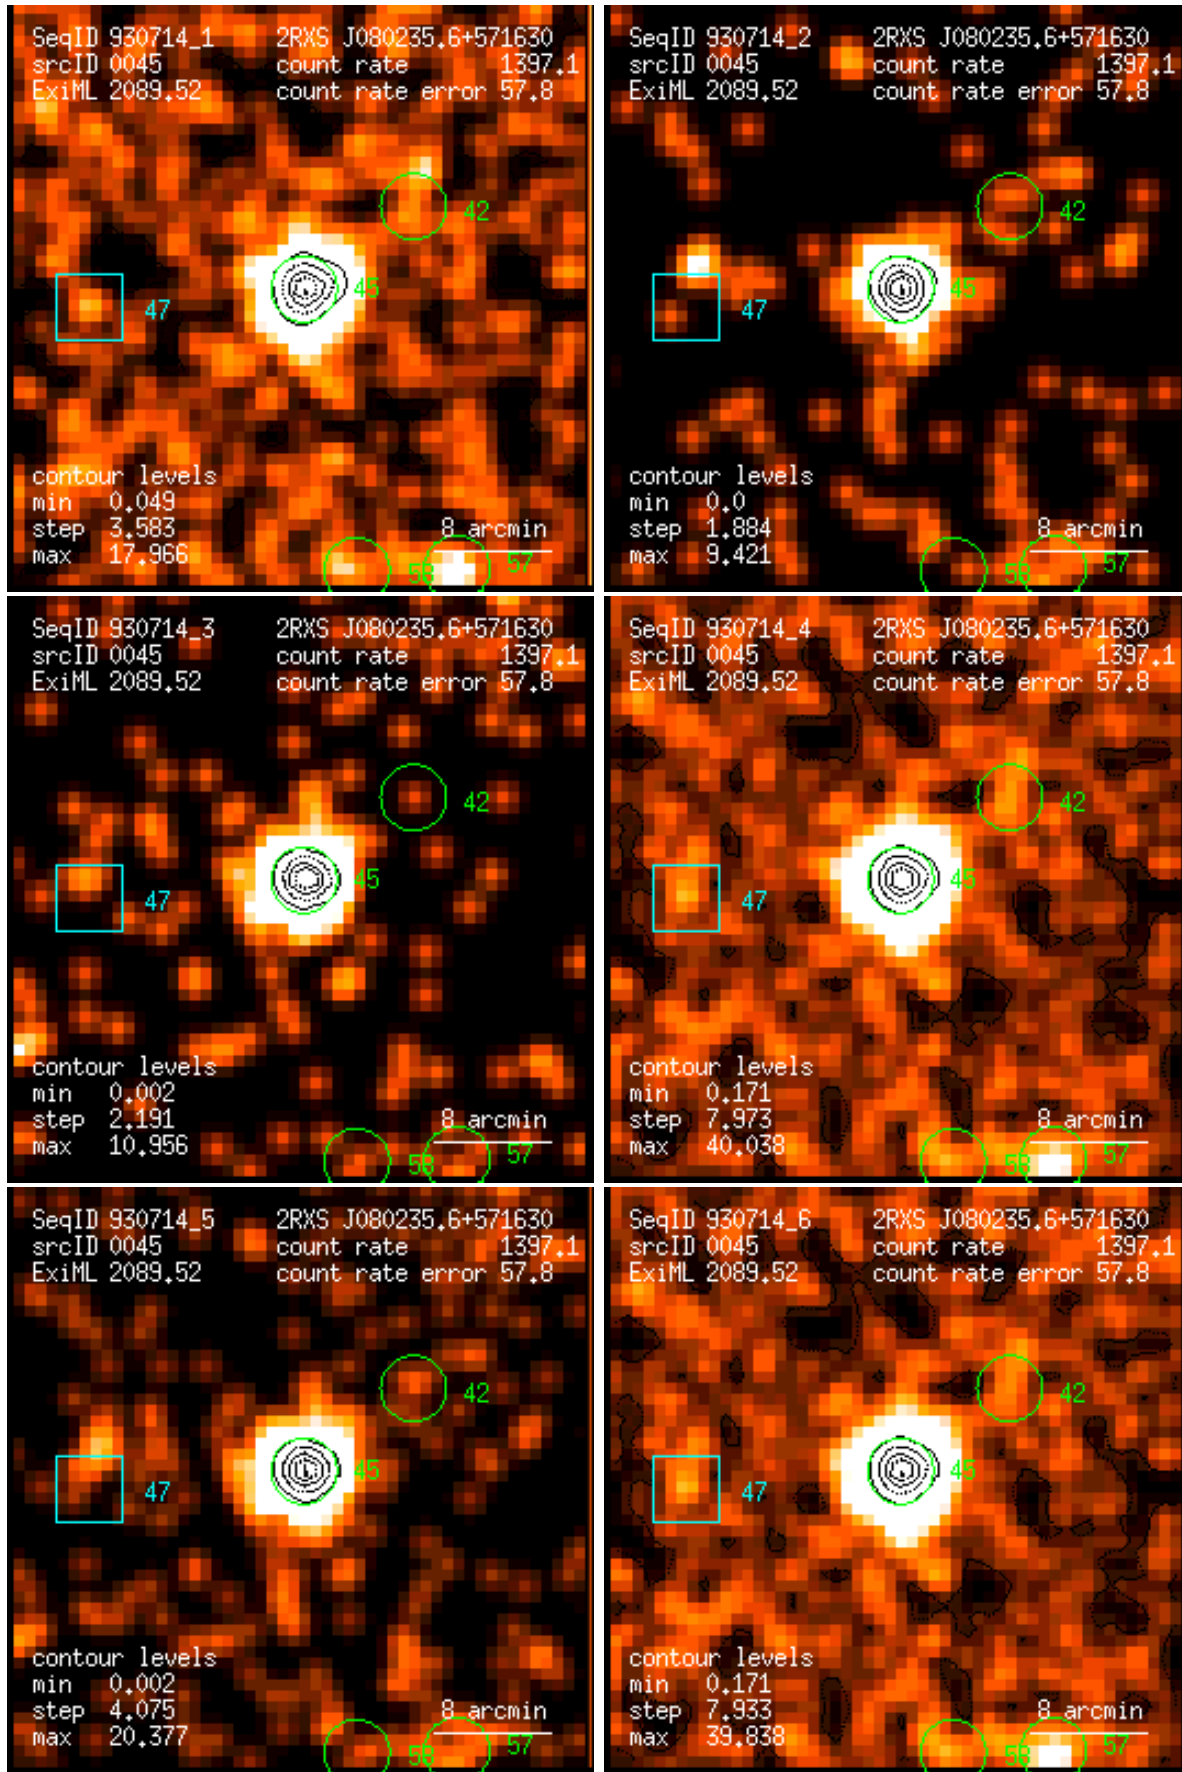 SeqID 930714_1 2RXS J080235.6+571630
srcID 0045 count rate 1397.1
ExiML 2089.52 count rate error 57.8
42
45
47
contour levels
min 0.049
step 3.583 8 arcmin
max 17.966 58 57
SeqID 930714_2 2RXS J080235.6+571630
srcID 0045 count rate 1397.1
ExiML 2089.52 count rate error 57.8
42
45
47
contour levels
min 0.0
step 1.884 8 arcmin
max 9.421 58 57
SeqID 930714_3 2RXS J080235.6+571630
srcID 0045 count rate 1397.1
ExiML 2089.52 count rate error 57.8
42
45
47
contour levels
min 0.002
step 2.191 8 arcmin
max 10.956 58 57
SeqID 930714_4 2RXS J080235.6+571630
srcID 0045 count rate 1397.1
ExiML 2089.52 count rate error 57.8
42
45
47
contour levels
min 0.171
step 7.973 8 arcmin
max 40.038 58 57
SeqID 930714_5 2RXS J080235.6+571630
srcID 0045 count rate 1397.1
ExiML 2089.52 count rate error 57.8
42
45
47
contour levels
min 0.002
step 4.075 8 arcmin
max 20.377 58 57
SeqID 930714_6 2RXS J080235.6+571630
srcID 0045 count rate 1397.1
ExiML 2089.52 count rate error 57.8
42
45
47
contour levels
min 0.171
step 7.933 8 arcmin
max 39.838 58 57